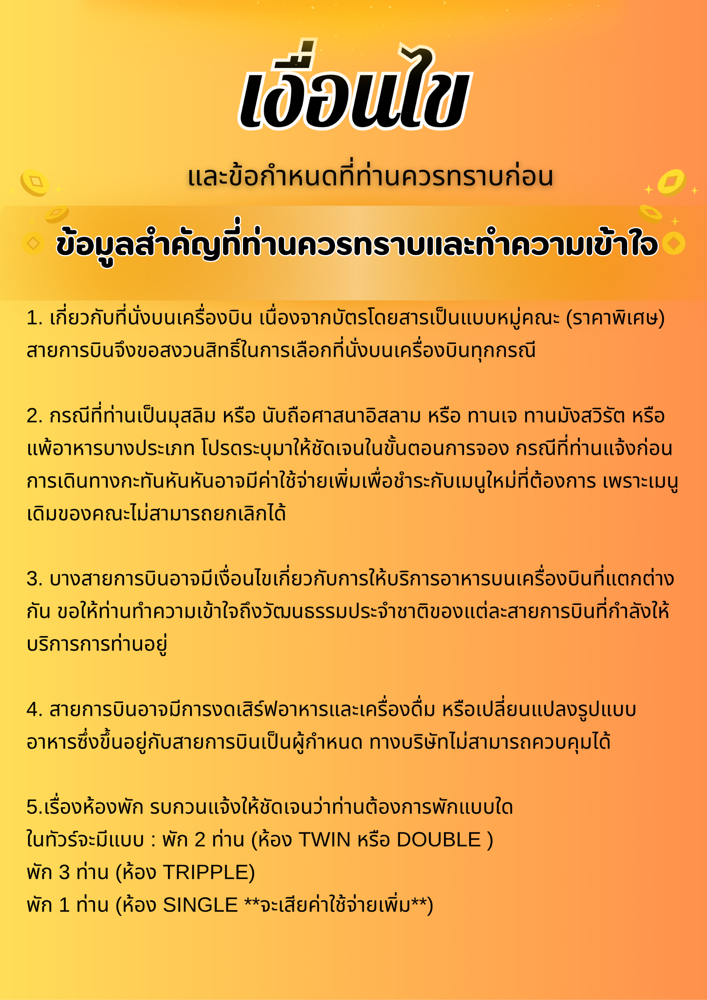 เงื่อนไข
และข้อกำหนดที่ท่านควรทราบก่อน
ข้อมูลสำคัญที่ท่านควรทราบและทำความเข้าใจ
1. เกี่ยวกับที่นั่งบนเครื่องบิน เนื่องจากบัตรโดยสารเป็นแบบหมู่คณะ (ราคาพิเศษ)
สายการบินจึงขอสงวนสิทธิ์ในการเลือกที่นั่งบนเครื่องบินทุกกรณี
2. กรณีที่ท่านเป็นมุสลิม หรือ นับถือศาสนาอิสลาม หรือ ทานเจ ทานมังสวิรัต หรือ
แพ้อาหารบางประเภท โปรดระบุมาให้ชัดเจนในขั้นตอนการจอง กรณีที่ท่านแจ้งก่อน
การเดินทางกะทันหันหันอาจมีค่าใช้จ่ายเพิ่มเพื่อชำระกับเมนูใหม่ที่ต้องการ เพราะเมนู
เดิมของคณะไม่สามารถยกเลิกได้
3. บางสายการบินอาจมีเงื่อนไขเกี่ยวกับการให้บริการอาหารบนเครื่องบินที่แตกต่าง
กัน ขอให้ท่านทำความเข้าใจถึงวัฒนธรรมประจำชาติของแต่ละสายการบินที่กำลังให้
บริการการท่านอยู่
4. สายการบินอาจมีการงดเสิร์ฟอาหารและเครื่องดื่ม หรือเปลี่ยนแปลงรูปแบบ
อาหารซึ่งขึ้นอยู่กับสายการบินเป็นผู้กำหนด ทางบริษัทไม่สามารถควบคุมได้
5.เรื่องห้องพัก รบกวนแจ้งให้ชัดเจนว่าท่านต้องการพักแบบใด
ในทัวร์จะมีแบบ : พัก 2 ท่าน (ห้อง TWIN หรือ DOUBLE )
พัก 3 ท่าน (ห้อง TRIPPLE)
พัก 1 ท่าน (ห้อง SINGLE **จะเสียค่าใช้จ่ายเพิ่ม**)